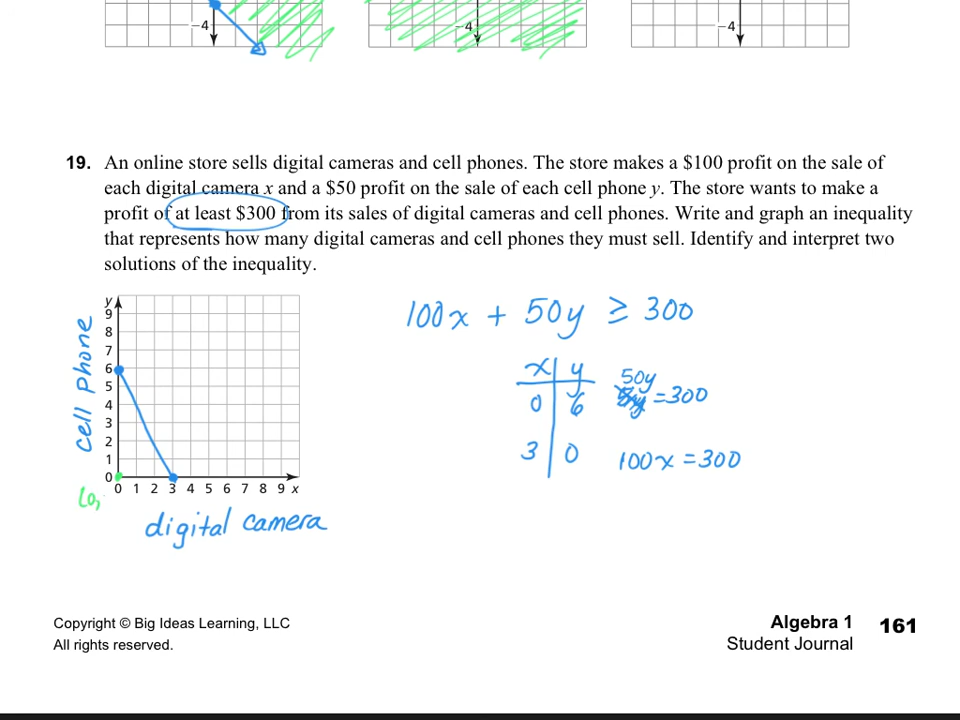 -4
-4
-4
19. An online store sells digital cameras and cell phones. The store makes a $100 profit on the sale of
each digital camera x and a $50 profit on the sale of each cell phone y. The store wants to make a
profit of at least $300 from its sales of digital cameras and cell phones. Write and graph an inequality
that represents how many digital cameras and cell phones they must sell. Identify and interpret two
solutions of the inequality.
y
9
8
7
6
5
4
3
2
1
0
0 1 2 3 4 5 6 7 8 9 x
cell phone
(0,
digital camera
100x + 50y ≥ 300
x y
0 6
50y
=300
3 0
100x =300
Copyright © Big Ideas Learning, LLC
All rights reserved.
Algebra 1
Student Journal
161